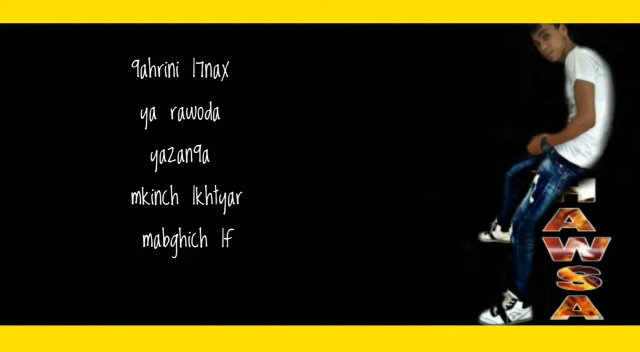 9ahrini l7nax
ya rawoda
yazan9a
mkinch lkhtyar
mabghich lf
HAWSA